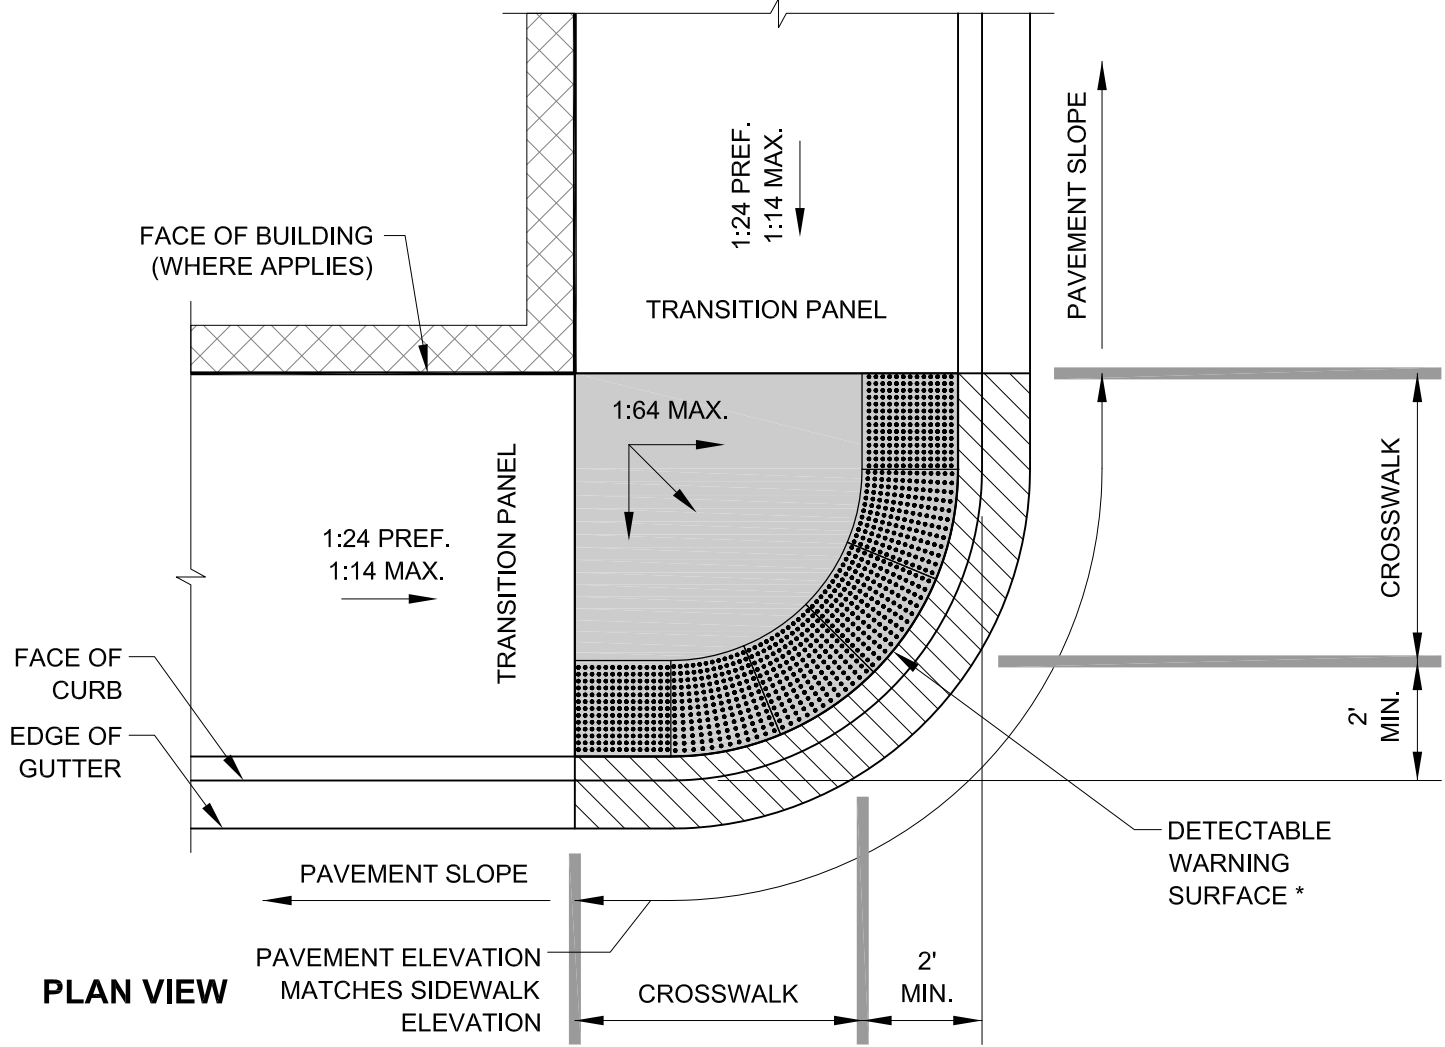 1:24 PREF.
1:14 MAX.
PAVEMENT SLOPE
FACE OF BUILDING
(WHERE APPLIES)
TRANSITION PANEL
1:64 MAX.
TRANSITION PANEL
1:24 PREF.
1:14 MAX.
CROSSWALK
FACE OF
CURB
EDGE OF
GUTTER
2'
MIN.
DETECTABLE
WARNING
SURFACE *
PAVEMENT SLOPE
PAVEMENT ELEVATION
MATCHES SIDEWALK
ELEVATION
CROSSWALK
2'
MIN.
PLAN VIEW